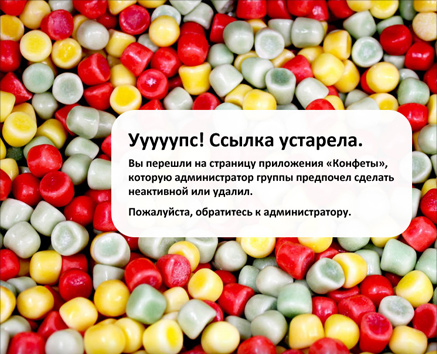 Ууууупс! Ссылка устарела.
Вы перешли на страницу приложения «Конфеты»,
которую администратор группы предпочел сделать
неактивной или удалил.
Пожалуйста, обратитесь к администратору.